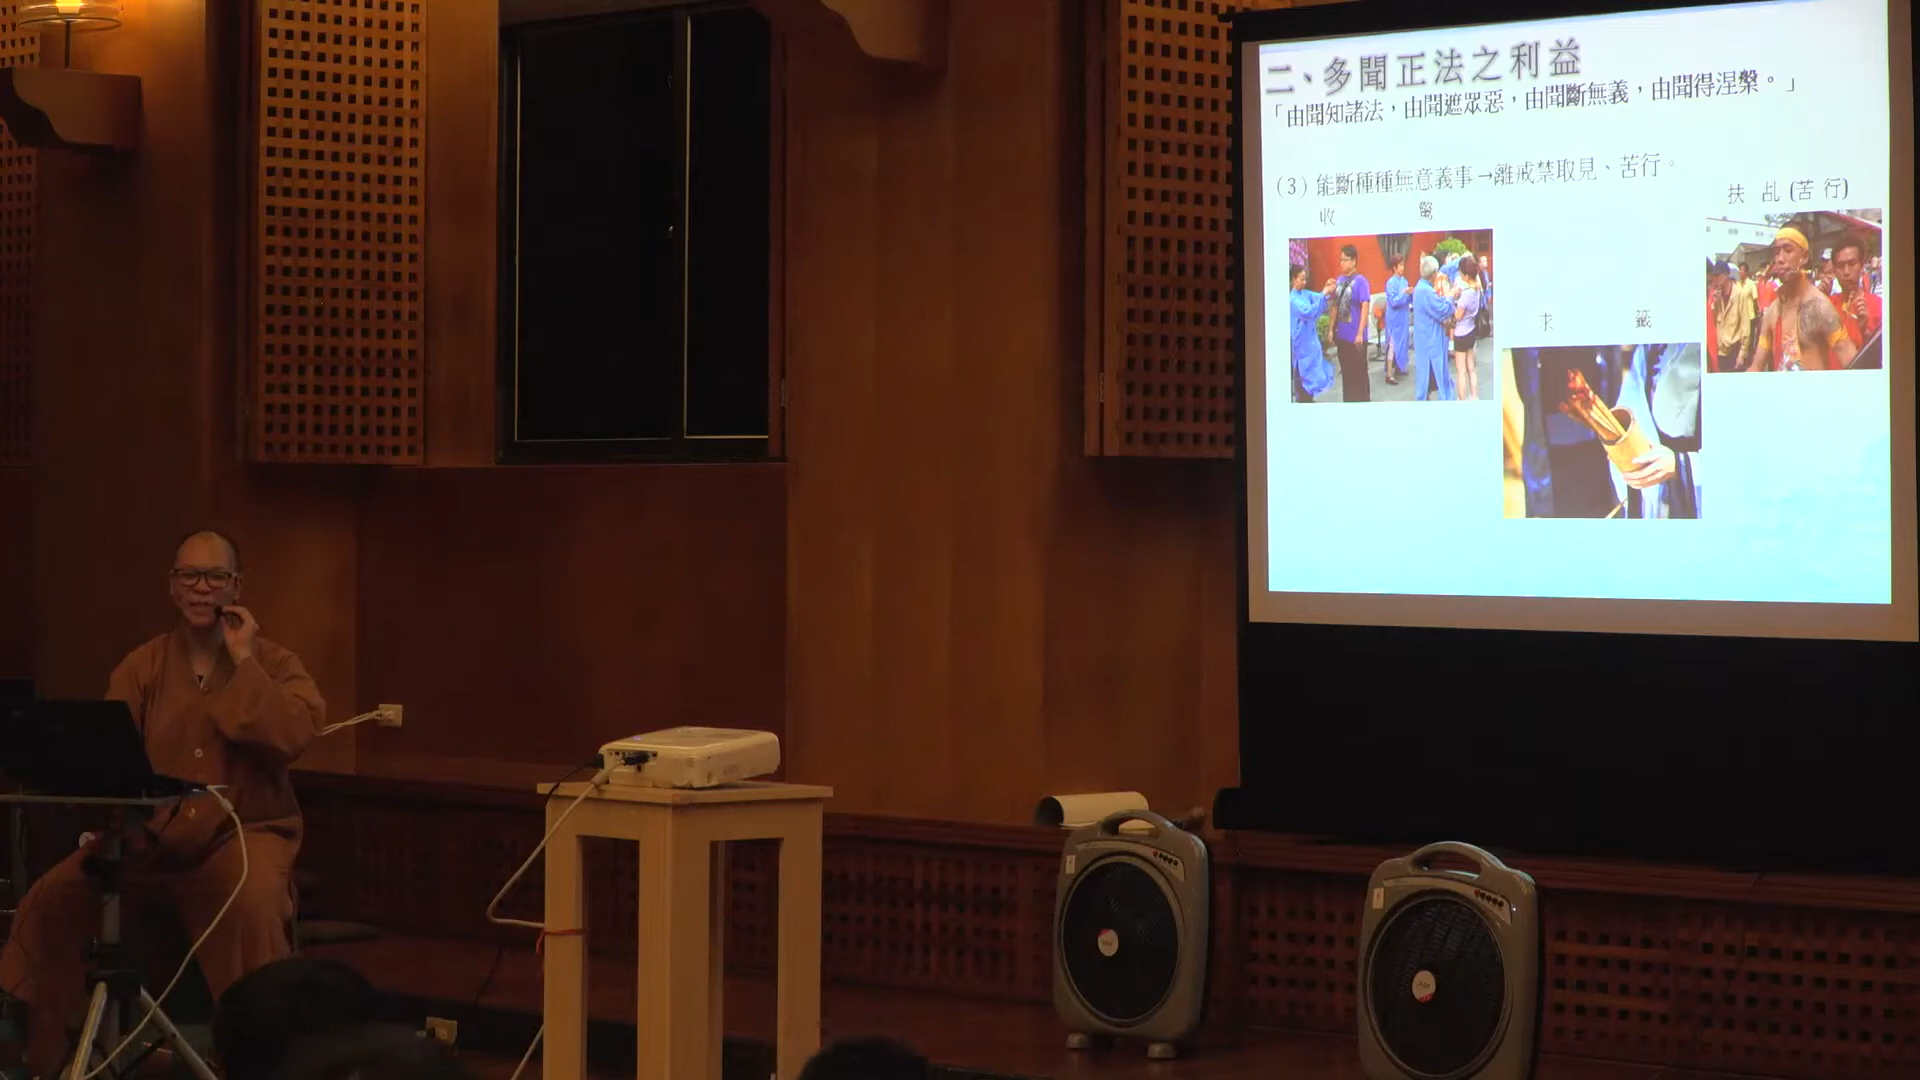 二、多聞正法之利益
「由聞知諸法，由聞遮眾惡，由聞斷無義，由聞得涅槃。」
（3）能斷種種無意義事→離戒禁取見、苦行。
收 驚
扶 乩 (苦 行)
求 籤